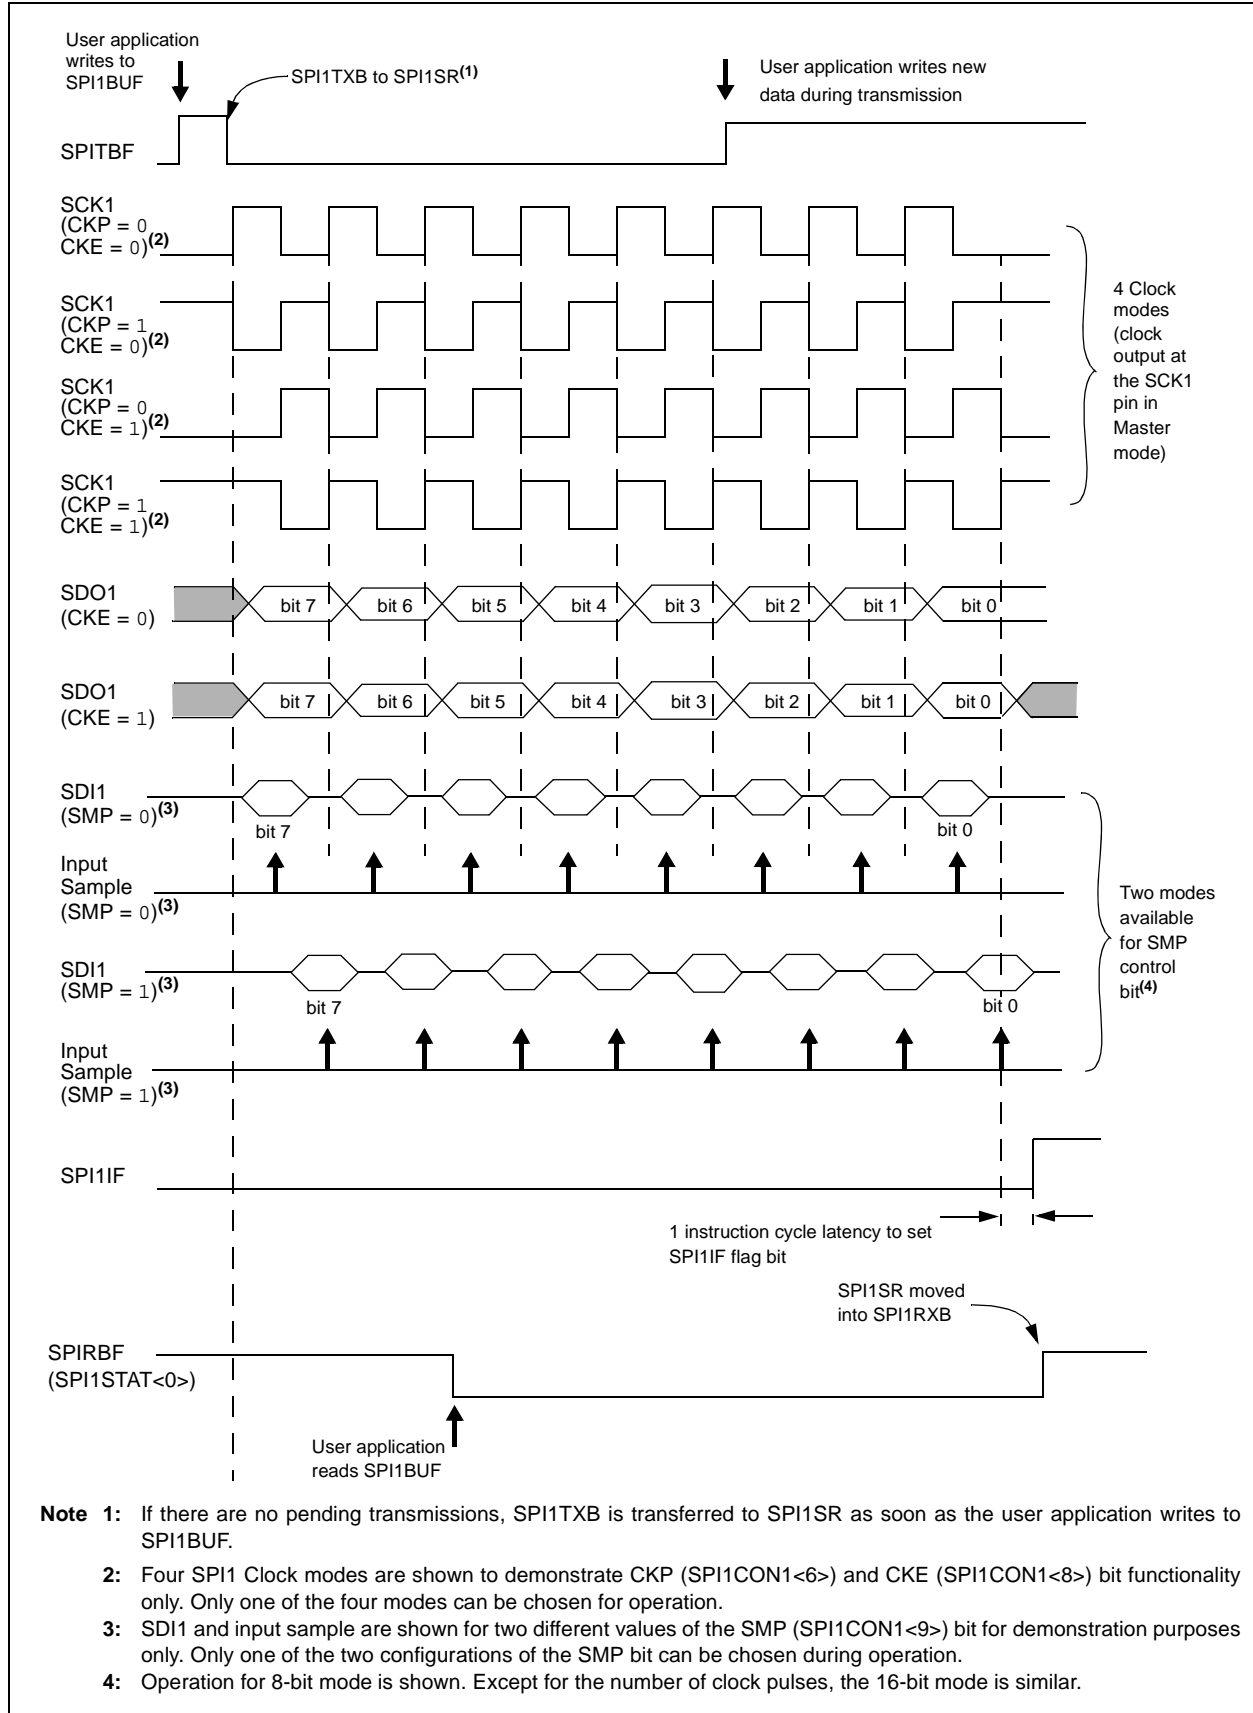 User application
writes to
SPI1BUF
SPI1TXB to SPI1SR(1)
User application writes new
data during transmission
SPITBF
SCK1
(CKP = 0
CKE = 0)(2)
SCK1
(CKP = 1
CKE = 0)(2)
SCK1
(CKP = 0
CKE = 1)(2)
SCK1
(CKP = 1
CKE = 1)(2)
4 Clock
modes
(clock
output at
the SCK1
pin in
Master
mode)
SDO1
(CKE = 0)
bit 7 bit 6 bit 5 bit 4 bit 3 bit 2 bit 1 bit 0
SDO1
(CKE = 1)
bit 7 bit 6 bit 5 bit 4 bit 3 bit 2 bit 1 bit 0
SDI1
(SMP = 0)(3)
bit 7 bit 0
Input
Sample
(SMP = 0)(3)
SDI1
(SMP = 1)(3)
bit 7 bit 0
Input
Sample
(SMP = 1)(3)
Two modes
available
for SMP
control
bit(4)
SPI1IF
1 instruction cycle latency to set
SPI1IF flag bit
SPI1SR moved
into SPI1RXB
SPIRBF
(SPI1STAT<0>)
User application
reads SPI1BUF
Note 1: If there are no pending transmissions, SPI1TXB is transferred to SPI1SR as soon as the user application writes to
SPI1BUF.
2: Four SPI1 Clock modes are shown to demonstrate CKP (SPI1CON1<6>) and CKE (SPI1CON1<8>) bit functionality
only. Only one of the four modes can be chosen for operation.
3: SDI1 and input sample are shown for two different values of the SMP (SPI1CON1<9>) bit for demonstration purposes
only. Only one of the two configurations of the SMP bit can be chosen during operation.
4: Operation for 8-bit mode is shown. Except for the number of clock pulses, the 16-bit mode is similar.